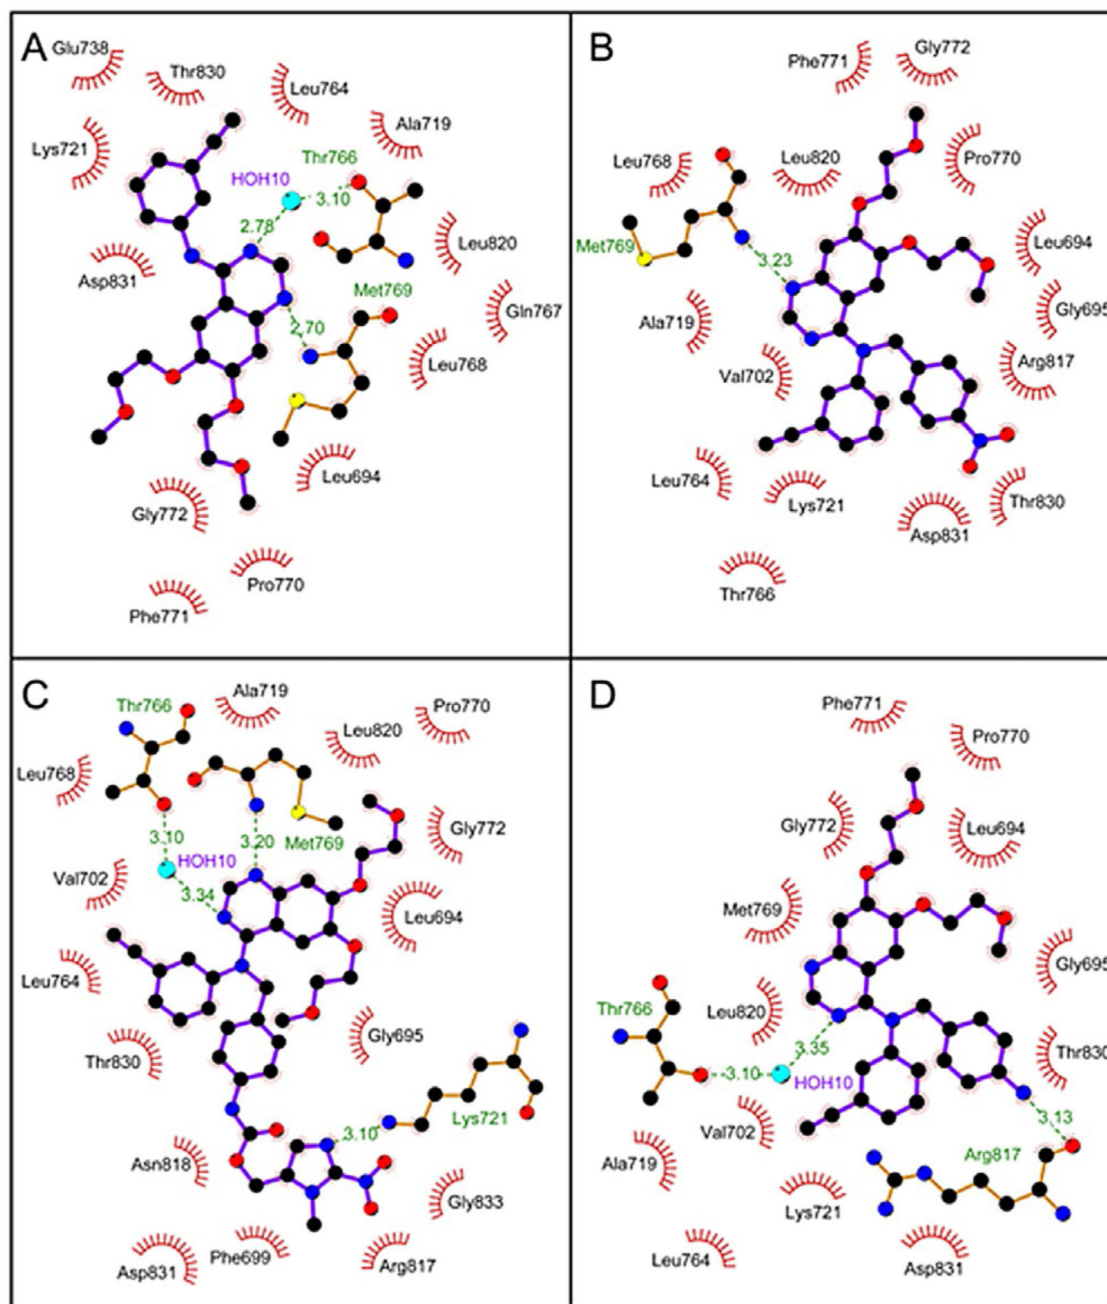 A
Glu738
Thr830
Leu764
Lys721
Ala719
Thr766
HOH10
3.10
2.78
Leu820
Asp831
Met769
Gln767
2.70
Leu768
Leu694
Gly772
Pro770
Phe771
B
Phe771
Gly772
Leu768
Leu820
Pro770
Met769
3.23
Leu694
Ala719
Gly695
Val702
Arg817
Leu764
Lys721
Thr830
Asp831
Thr766
C
Thr766
Ala719
Pro770
Leu820
Leu768
3.10
HOH10
3.20
Met769
Gly772
Val702
3.34
Leu694
Leu764
Gly695
Thr830
3.10
Lys721
Asn818
Gly833
Phe699
Asp831
Arg817
D
Phe771
Pro770
Gly772
Leu694
Met769
Gly695
Thr766
Leu820
3.35
Thr830
3.10
HOH10
3.13
Val702
Arg817
Ala719
Lys721
Leu764
Asp831